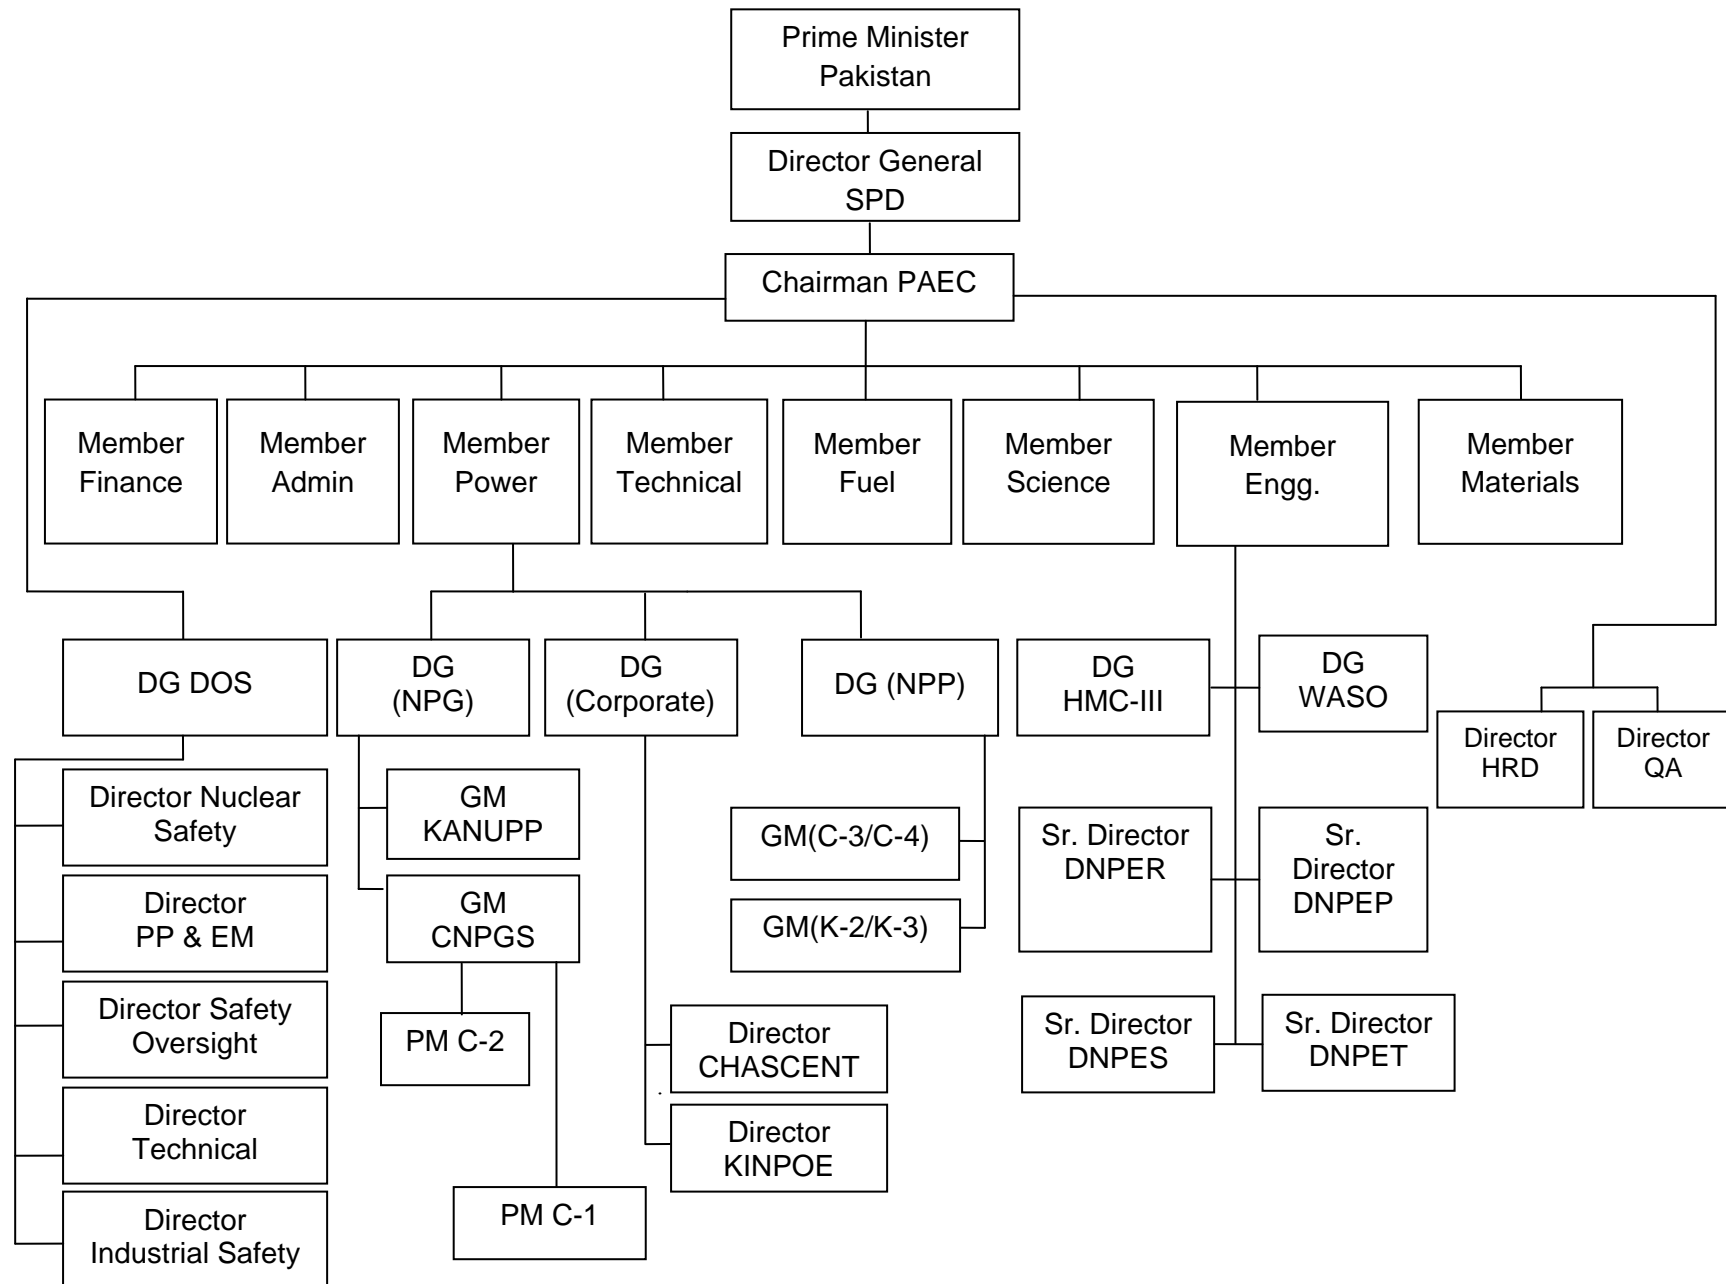 Prime Minister
Pakistan
Director General
SPD
Chairman PAEC
Member
Finance
Member
Admin
Member
Power
Member
Technical
Member
Fuel
Member
Science
Member
Engg.
Member
Materials
DG DOS
DG
(NPG)
DG
(Corporate)
DG (NPP)
DG
HMC-III
DG
WASO
Director
HRD
Director
QA
Director Nuclear
Safety
Director
PP & EM
Director Safety
Oversight
Director
Technical
Director
Industrial Safety
GM
KANUPP
GM
CNPGS
PM C-2
PM C-1
Director
CHASCENT
Director
KINPOE
GM(C-3/C-4)
GM(K-2/K-3)
Sr. Director
DNPER
Sr.
Director
DNPEP
Sr. Director
DNPES
Sr. Director
DNPET